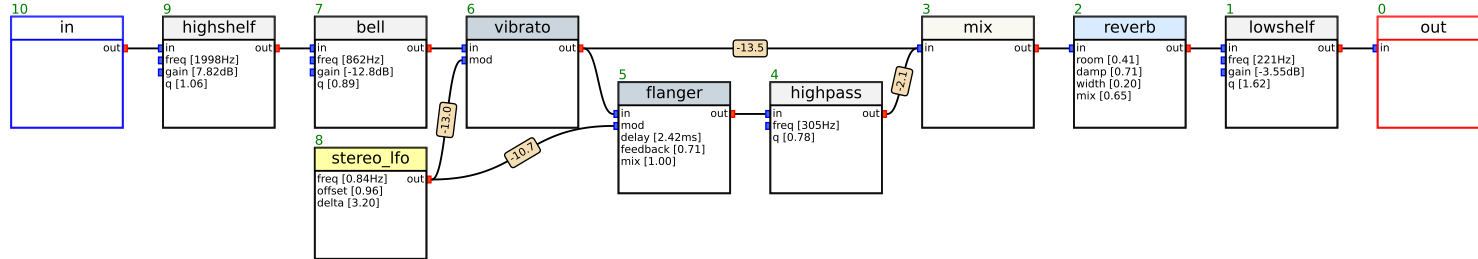 10
in
out
9
highshelf
in out
freq [1998Hz]
gain [7.82dB]
q [1.06]
7
bell
in out
freq [862Hz]
gain [-12.8dB]
q [0.89]
6
vibrato
in out
mod
-13.5
-13.0
8
stereo_lfo
freq [0.84Hz] out
offset [0.96]
delta [3.20]
-10.7
5
flanger
in out
mod
delay [2.42ms]
feedback [0.71]
mix [1.00]
4
highpass
in out
freq [305Hz]
q [0.78]
-2.1
3
mix
in out
2
reverb
in out
room [0.41]
damp [0.71]
width [0.20]
mix [0.65]
1
lowshelf
in out
freq [221Hz]
gain [-3.55dB]
q [1.62]
0
out
in